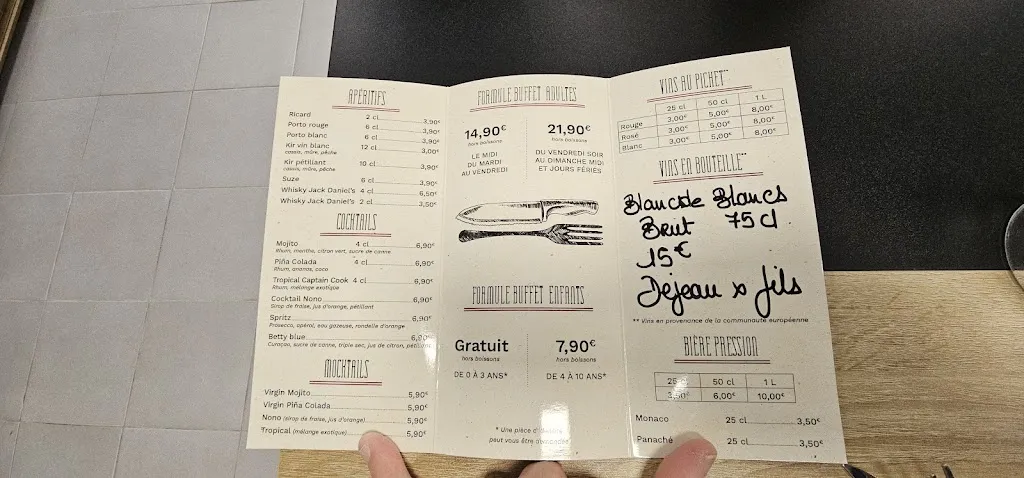 APÉRITIFS
Ricard 2 cl 3,90€
Porto rouge 6 cl 3,90€
Porto blanc 6 cl 3,90€
Kir vin blanc 12 cl 3,00€
cassis, mûre, pêche
Kir pétillant 10 cl 3,90€
cassis, mûre, pêche
Suze 6 cl 3,90€
Whisky Jack Daniel's 4 cl 6,50€
Whisky Jack Daniel's 2 cl 3,50€
COCKTAILS
Mojito 4 cl 6,90€
Rhum, menthe, citron vert, sucre de canne
Piña Colada 4 cl 6,90€
Rhum, ananas, coco
Tropical Captain Cook 4 cl 6,90€
Rhum, mélange exotique
Cocktail Nono 6,90€
Sirop de fraise, jus d'orange, pétillant
Spritz 6,90€
Prosecco, apérol, eau gazeuse, rondelle d'orange
Betty blue 6,90€
Curaçao, sucre de canne, triple sec, jus de citron, pétillant
MOCKTAILS
Virgin Mojito 5,90€
Virgin Piña Colada 5,90€
Nono (sirop de fraise, jus d'orange) 5,90€
Tropical (mélange exotique) 5,90€
FORMULE BUFFET ADULTES
14,90€
hors boissons
LE MIDI
DU MARDI
AU VENDREDI
21,90€
hors boissons
DU VENDREDI SOIR
AU DIMANCHE MIDI
ET JOURS FÉRIÉS
FORMULE BUFFET ENFANTS
Gratuit
hors boissons
DE 0 À 3 ANS*
7,90€
hors boissons
DE 4 À 10 ANS*
* Une pièce
peut vous être demandée
VINS AU PICHET**
25 cl 50 cl 1 L
Rouge 3,00€ 5,00€ 8,00€
Rosé 3,00€ 5,00€ 8,00€
Blanc 3,00€ 5,00€ 8,00€
VINS EN BOUTEILLE**
Blanc de Blancs
Brut 75 cl
15€
Dejeau & fils
** Vins en provenance de la communauté européenne
BIÈRE PRESSION
25 cl 50 cl 1 L
3,50€ 6,00€ 10,00€
Monaco 25 cl 3,50€
Panaché 25 cl 3,50€